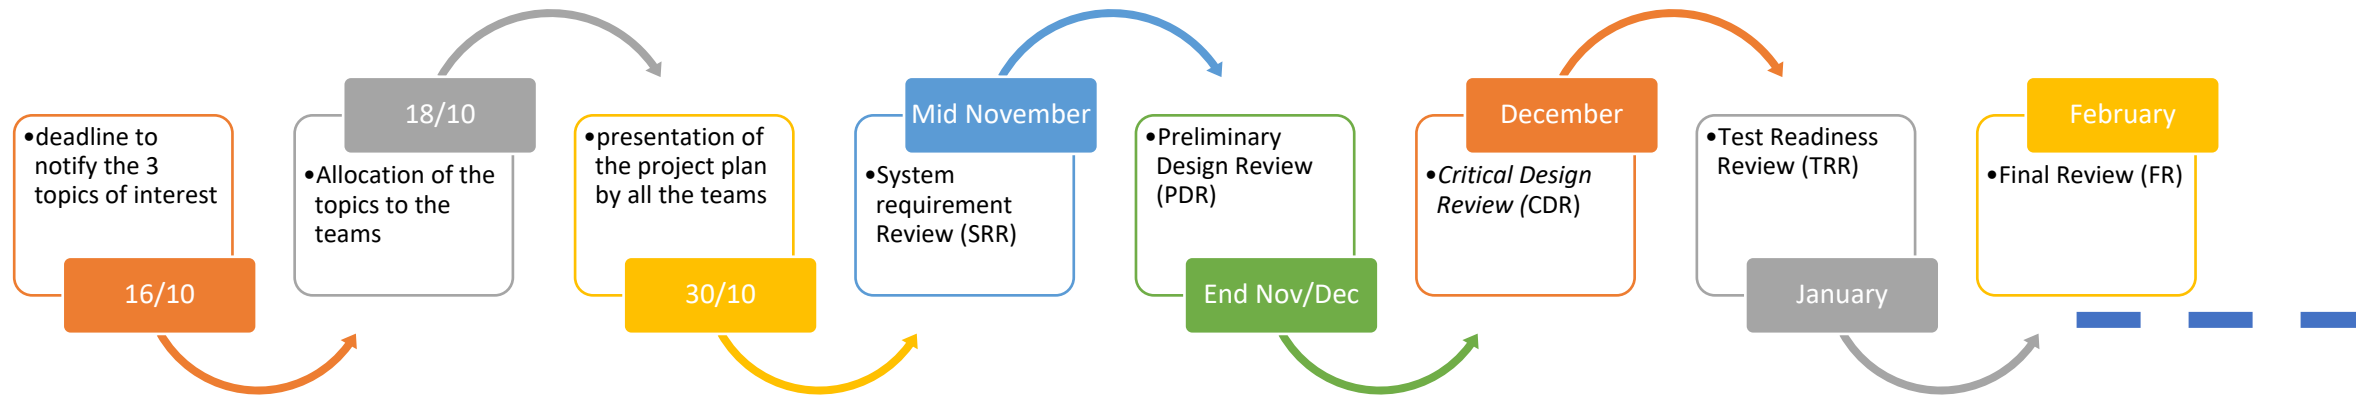 •deadline to
notify the 3
topics of interest
16/10
18/10
•Allocation of the
topics to the
teams
•presentation of
the project plan
by all the teams
30/10
Mid November
•System
requirement
Review (SRR)
•Preliminary
Design Review
(PDR)
End Nov/Dec
December
•Critical Design
Review (CDR)
•Test Readiness
Review (TRR)
January
February
•Final Review (FR)